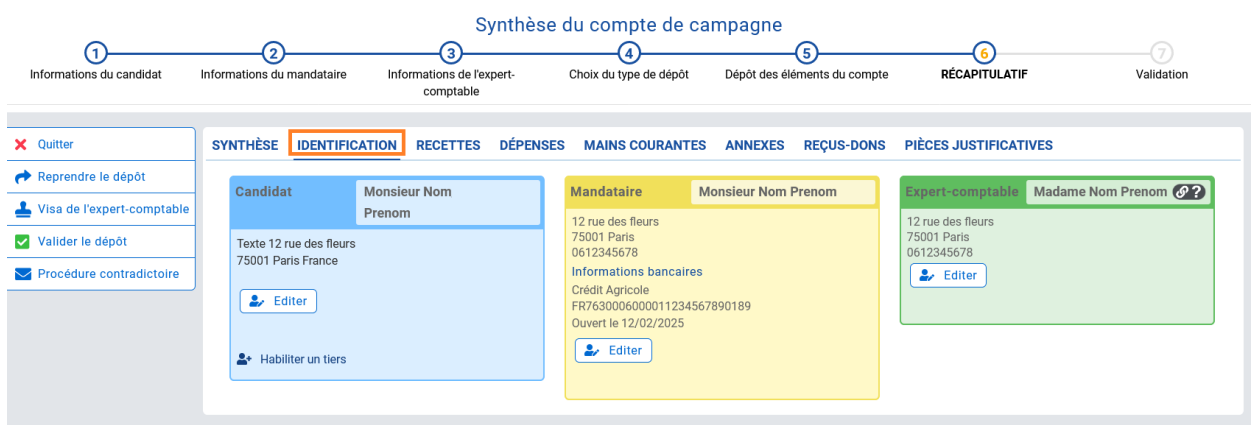 Synthèse du compte de campagne
1 2 3 4 5 6 7
Informations du candidat
Informations du mandataire
Informations de l'expert-
comptable
Choix du type de dépôt
Dépôt des éléments du compte
RÉCAPITULATIF
Validation
Quitter
Reprendre le dépôt
Visa de l'expert-comptable
Valider le dépôt
Procédure contradictoire
SYNTHÈSE IDENTIFICATION RECETTES DÉPENSES MAINS COURANTES ANNEXES REÇUS-DONS PIÈCES JUSTIFICATIVES
Candidat
Monsieur Nom
Prenom
Texte 12 rue des fleurs
75001 Paris France
Editer
Habiliter un tiers
Mandataire
Monsieur Nom Prenom
12 rue des fleurs
75001 Paris
0612345678
Informations bancaires
Crédit Agricole
FR7630006000011234567890189
Ouvert le 12/02/2025
Editer
Expert-comptable
Madame Nom Prenom ?
12 rue des fleurs
75001 Paris
0612345678
Editer